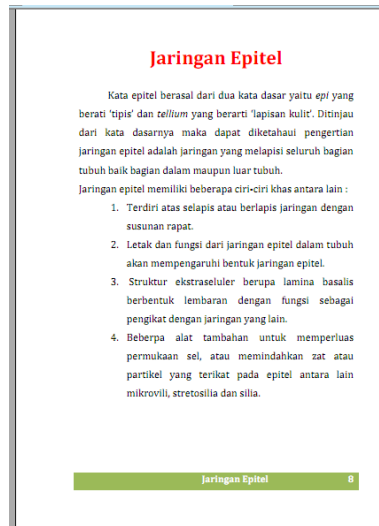 Jaringan Epitel
Kata epitel berasal dari dua kata dasar yaitu epi yang
berati 'tipis' dan tellium yang berarti 'lapisan kulit'. Ditinjau
dari kata dasarnya maka dapat diketahaui pengertian
jaringan epitel adalah jaringan yang melapisi seluruh bagian
tubuh baik bagian dalam maupun luar tubuh.
Jaringan epitel memiliki beberapa ciri-ciri khas antara lain :
1. Terdiri atas selapis atau berlapis jaringan dengan
susunan rapat.
2. Letak dan fungsi dari jaringan epitel dalam tubuh
akan mempengaruhi bentuk jaringan epitel.
3. Struktur ekstraseluler berupa lamina basalis
berbentuk lembaran dengan fungsi sebagai
pengikat dengan jaringan yang lain.
4. Beberpa alat tambahan untuk memperluas
permukaan sel, atau memindahkan zat atau
partikel yang terikat pada epitel antara lain
mikrovili, stretosilia dan silia.
Jaringan Epitel 8